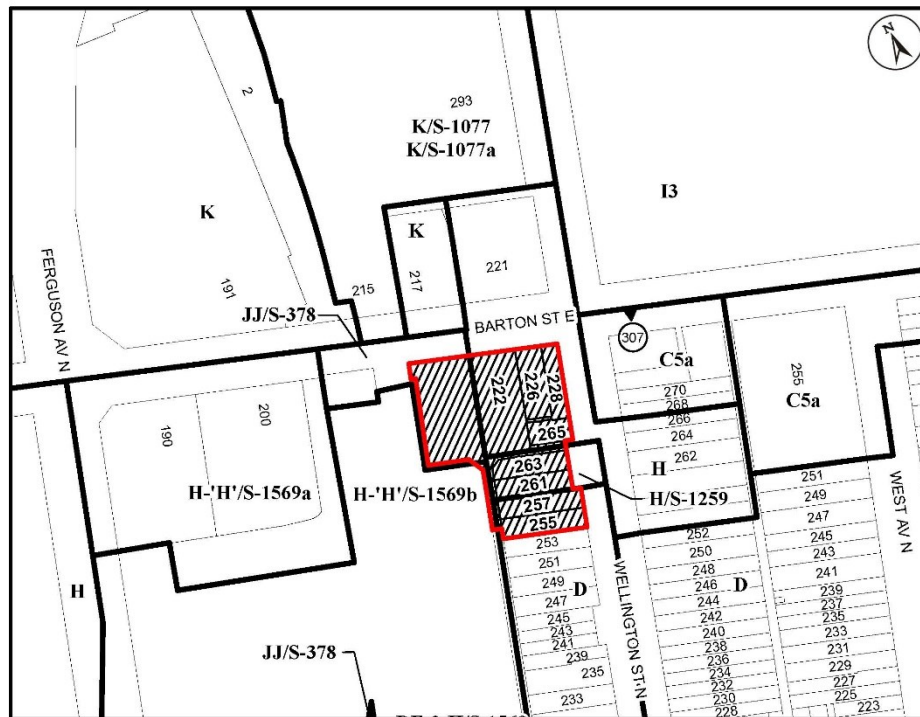 N
2
293
K/S-1077
K/S-1077a
I3
K
K
FERGUSON AV N
191
215
217
221
JJ/S-378
BARTON ST E
307
C5a
270
268
266
264
262
255
C5a
222
226
228
265
263
261
257
255
H
H/S-1259
190
200
H-'H'/S-1569a
H-'H'/S-1569b
H
253
251
249
247
245
243
241
239
235
233
D
WELLINGTON ST N
252
250
248
246
244
242
240
238
236
234
232
230
228
D
251
249
247
245
243
241
239
237
235
233
231
229
227
225
223
WEST AV N
JJ/S-378